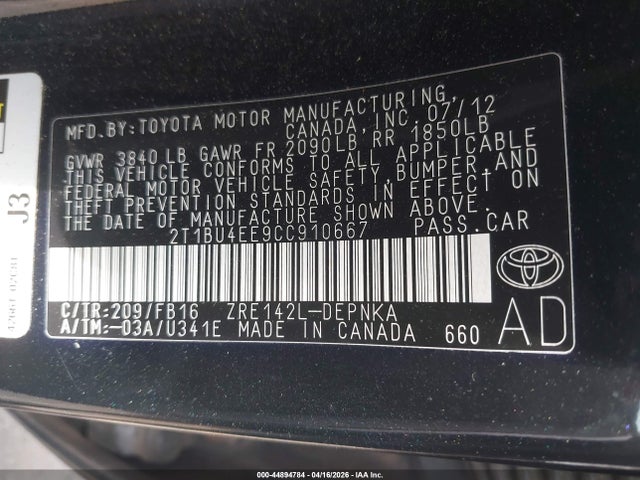 MFD.BY:TOYOTA MOTOR MANUFACTURING,
CANADA, INC. 07/12
GVWR 3840 LB GAWR FR 2090LB RR 1850LB
THIS VEHICLE CONFORMS TO ALL APPLICABLE
FEDERAL MOTOR VEHICLE SAFETY, BUMPER, AND
THEFT PREVENTION STANDARDS IN EFFECT ON
THE DATE OF MANUFACTURE SHOWN ABOVE.
2T1BU4EE9CC910667 PASS.CAR
C/TR:209/FB16 ZRE142L-DEPNKA
A/TM:-03A/U341E MADE IN CANADA 660
AD
J3
000-44894784 - 04/16/2026 - IAA Inc.